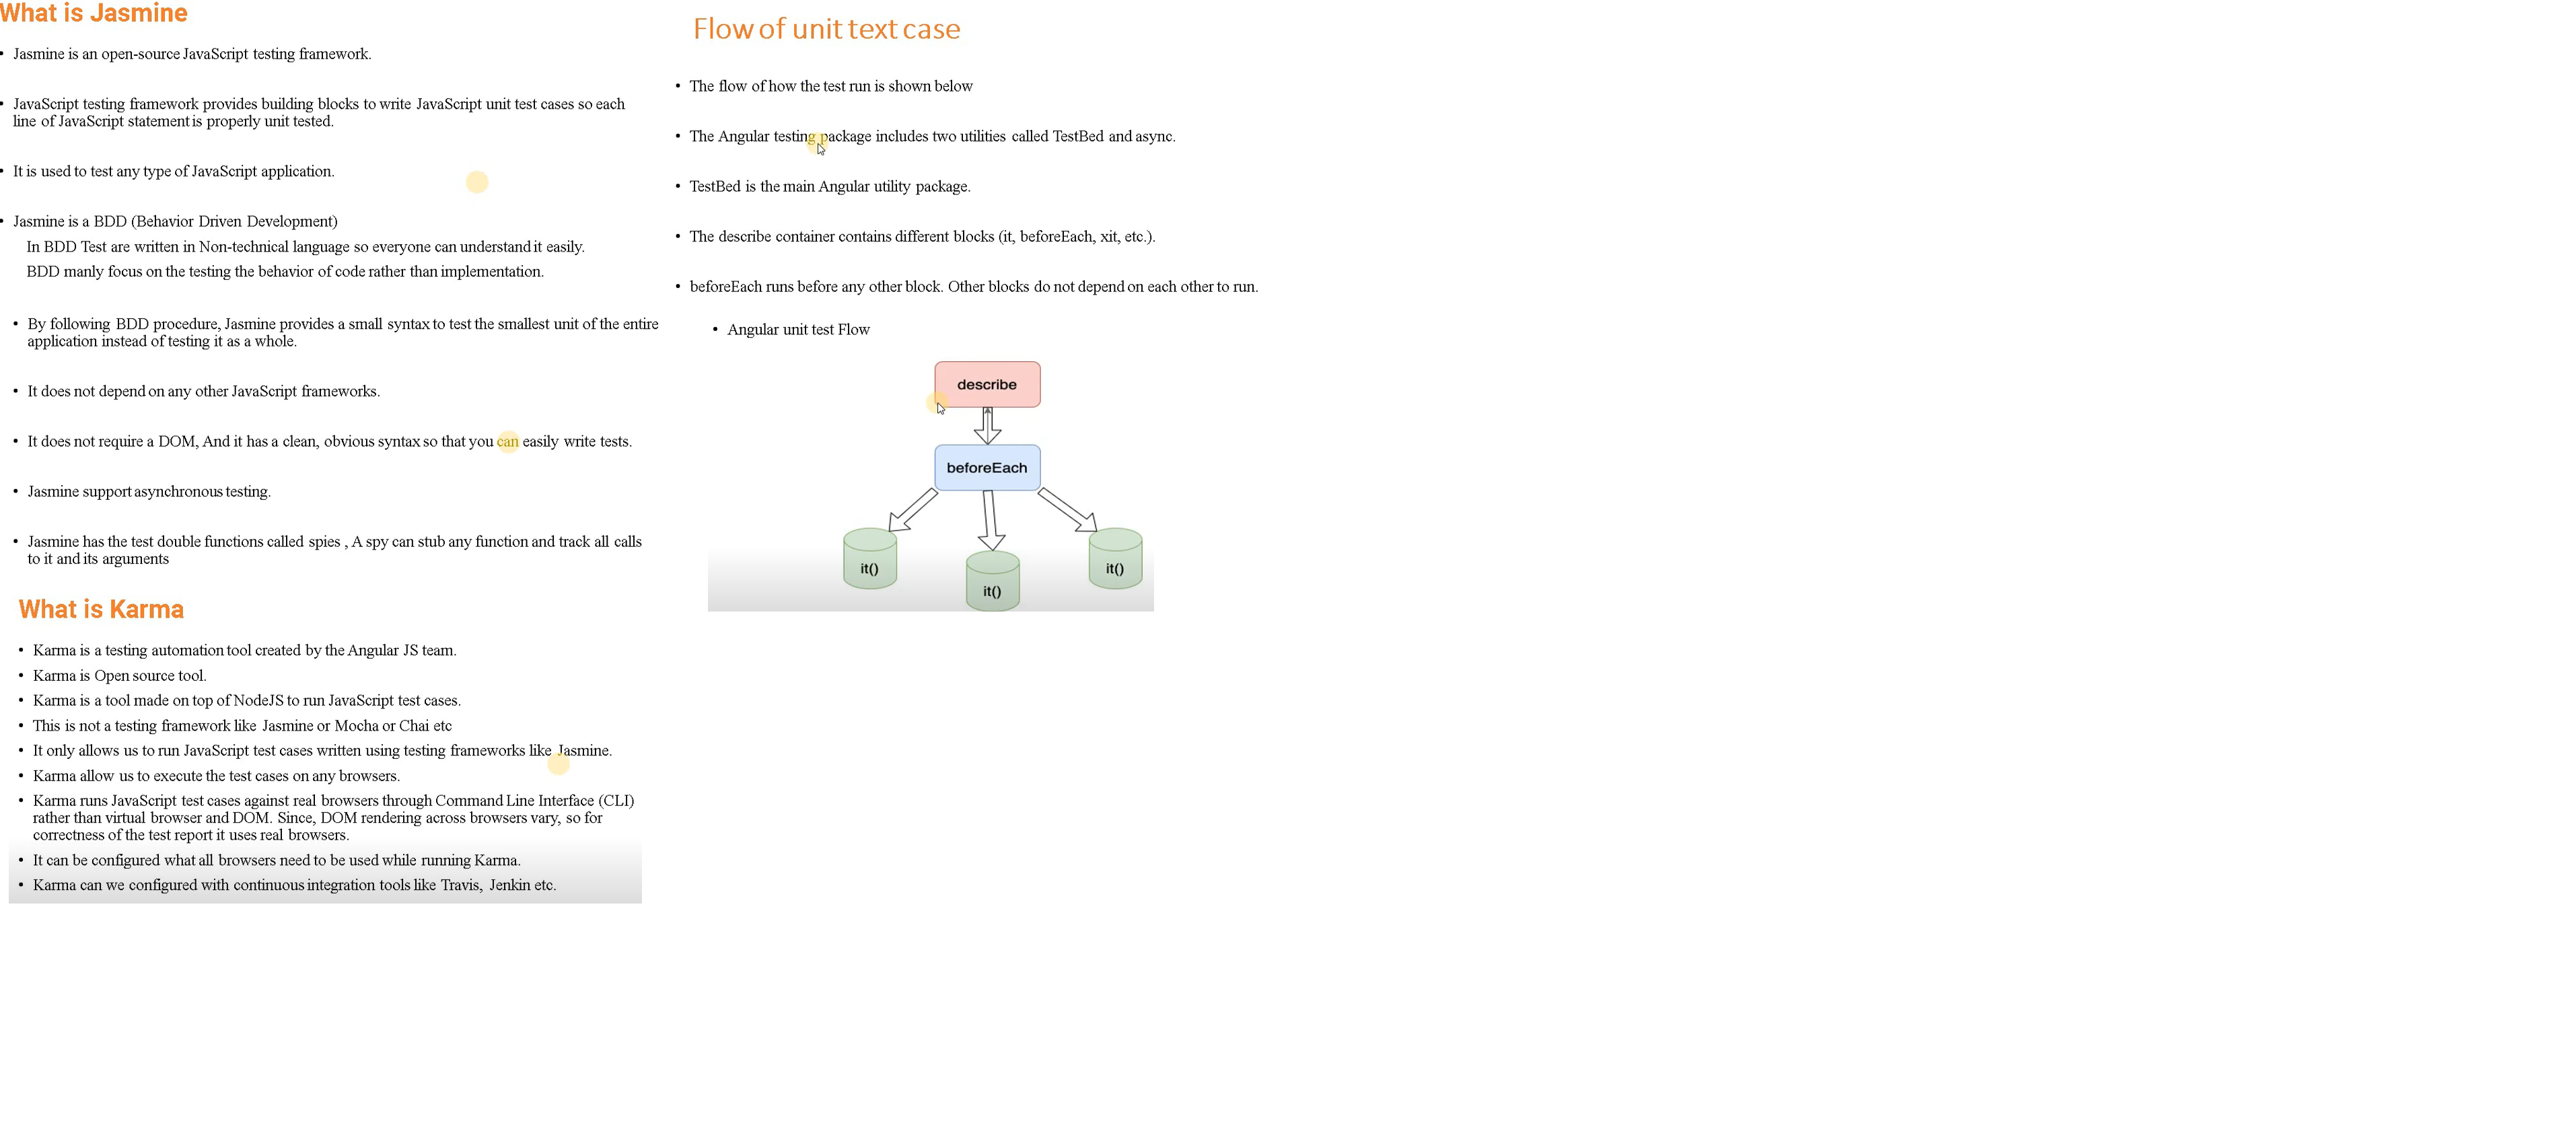 What is Jasmine
• Jasmine is an open-source JavaScript testing framework.
• JavaScript testing framework provides building blocks to write JavaScript unit test cases so each
line of JavaScript statement is properly unit tested.
• It is used to test any type of JavaScript application.
• Jasmine is a BDD (Behavior Driven Development)
In BDD Test are written in Non-technical language so everyone can understand it easily.
BDD manly focus on the testing the behavior of code rather than implementation.
• By following BDD procedure, Jasmine provides a small syntax to test the smallest unit of the entire
application instead of testing it as a whole.
• It does not depend on any other JavaScript frameworks.
• It does not require a DOM, And it has a clean, obvious syntax so that you can easily write tests.
• Jasmine support asynchronous testing.
• Jasmine has the test double functions called spies , A spy can stub any function and track all calls
to it and its arguments
What is Karma
• Karma is a testing automation tool created by the Angular JS team.
• Karma is Open source tool.
• Karma is a tool made on top of NodeJS to run JavaScript test cases.
• This is not a testing framework like Jasmine or Mocha or Chai etc
• It only allows us to run JavaScript test cases written using testing frameworks like Jasmine.
• Karma allow us to execute the test cases on any browsers.
• Karma runs JavaScript test cases against real browsers through Command Line Interface (CLI)
rather than virtual browser and DOM. Since, DOM rendering across browsers vary, so for
correctness of the test report it uses real browsers.
• It can be configured what all browsers need to be used while running Karma.
• Karma can we configured with continuous integration tools like Travis, Jenkin etc.
Flow of unit text case
• The flow of how the test run is shown below
• The Angular testing package includes two utilities called TestBed and async.
• TestBed is the main Angular utility package.
• The describe container contains different blocks (it, beforeEach, xit, etc.).
• beforeEach runs before any other block. Other blocks do not depend on each other to run.
• Angular unit test Flow
describe
beforeEach
it()
it()
it()